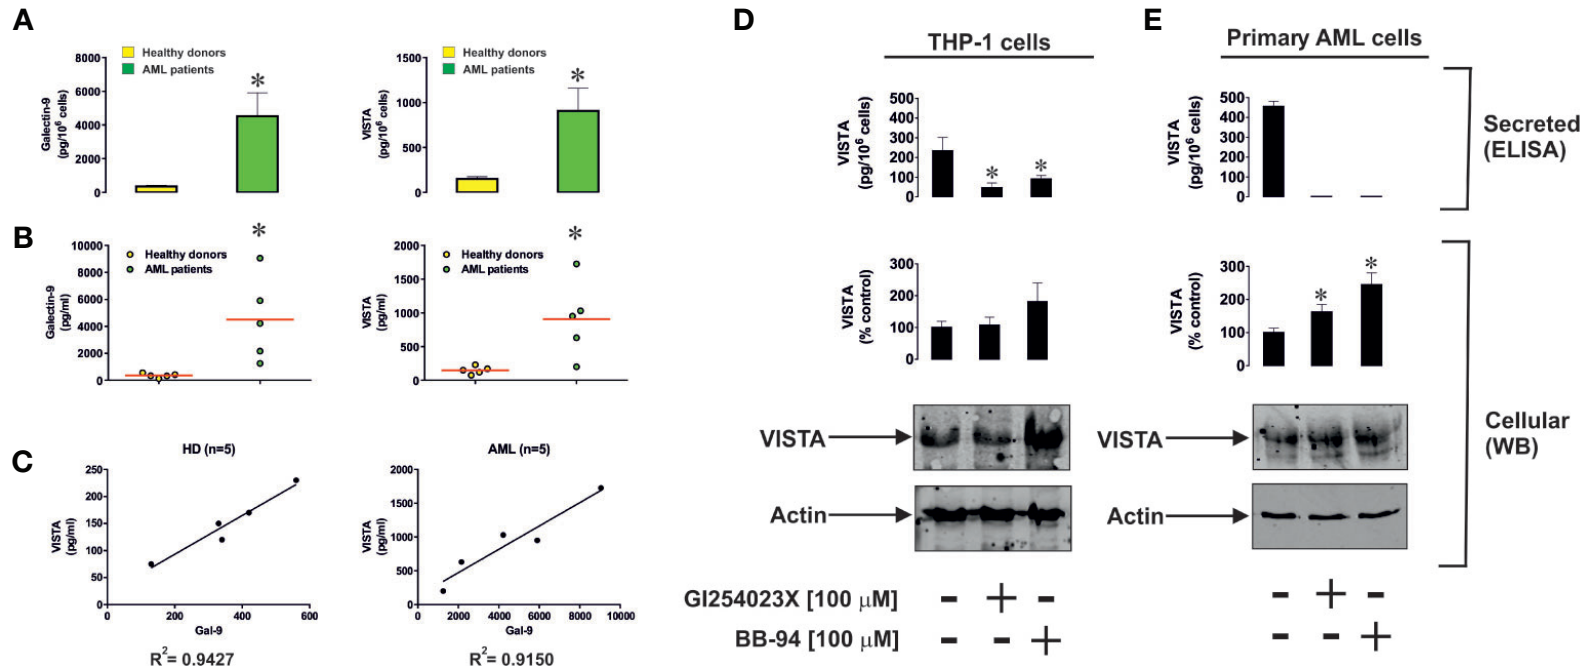 A
Healthy donors
AML patients
8000
6000
4000
2000
0
Galectin-9
(pg/10⁶ cells)
*
Healthy donors
AML patients
1500
1000
500
0
VISTA
(pg/10⁶ cells)
*
B
Healthy donors
AML patients
10000
8000
6000
4000
2000
0
Galectin-9
(pg/ml)
*
Healthy donors
AML patients
2000
1500
1000
500
0
VISTA
(pg/ml)
*
C
HD (n=5)
250
200
150
100
50
0
VISTA
(pg/ml)
0 200 400 600
Gal-9
R²= 0.9427
AML (n=5)
2000
1500
1000
500
0
VISTA
(pg/ml)
0 2000 4000 6000 8000 10000
Gal-9
R²= 0.9150
D
THP-1 cells
500
400
300
200
100
0
VISTA
(pg/10⁶ cells)
* *
300
200
100
0
VISTA
(% control)
VISTA
Actin
GI254023X [100 μM] - + -
BB-94 [100 μM] - - +
E
Primary AML cells
500
400
300
200
100
0
VISTA
(pg/10⁶ cells)
300
200
100
0
VISTA
(% control)
* *
VISTA
Actin
- + -
- - +
Secreted
(ELISA)
Cellular
(WB)